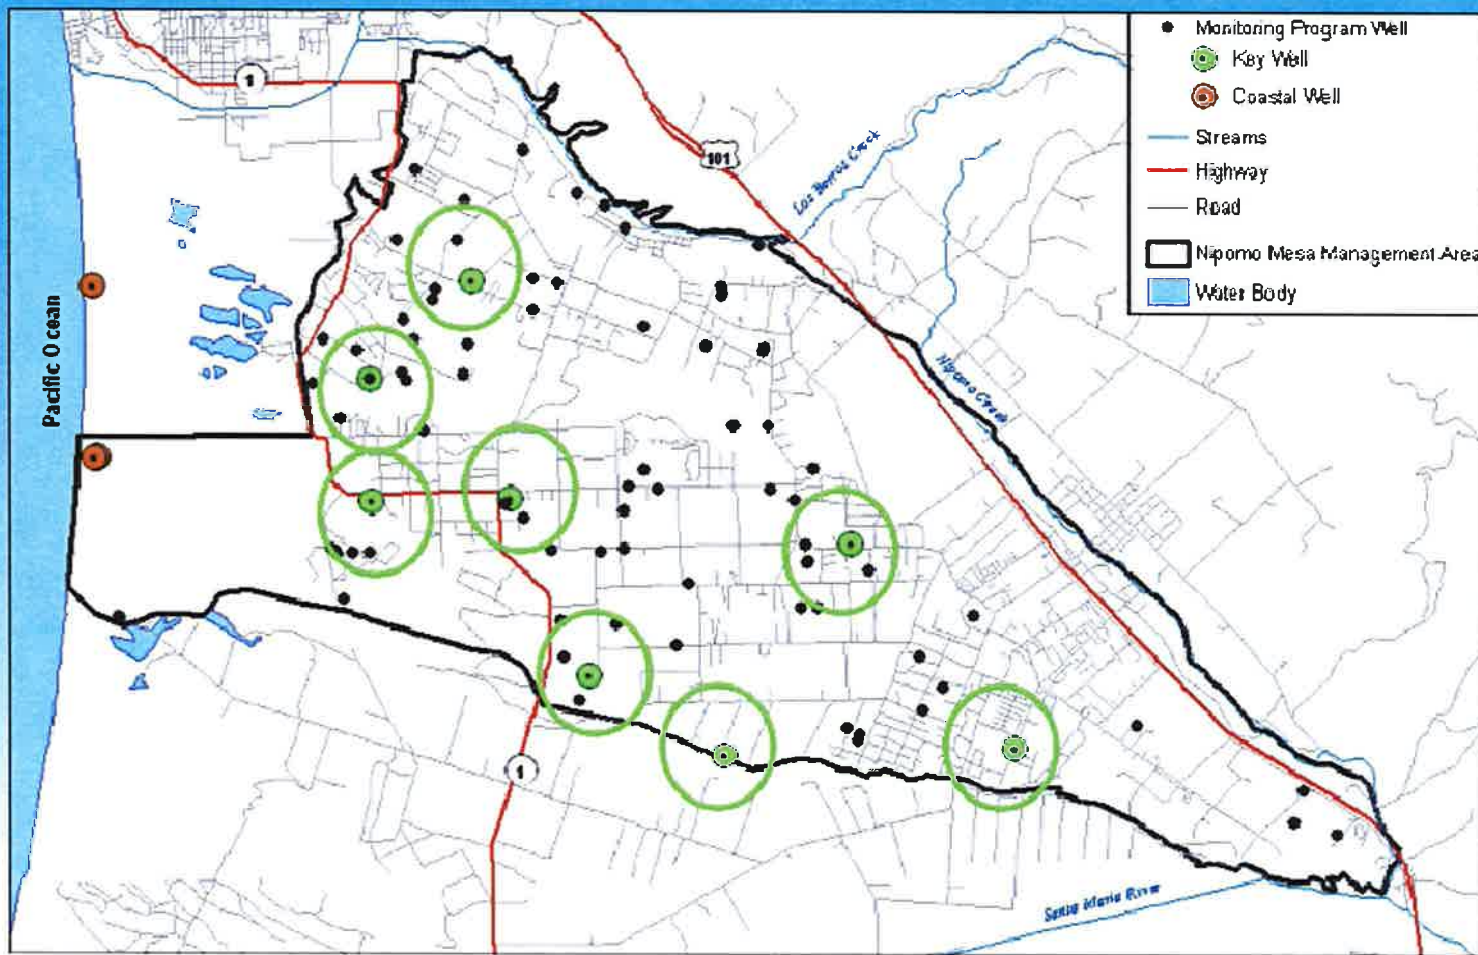 Monitoring Program Well
Key Well
Coastal Well
Streams
Highway
Road
Nipomo Mesa Management Area
Water Body
1
101
Los Berros Creek
Pacific Ocean
Nipomo Creek
1
Santa Maria River